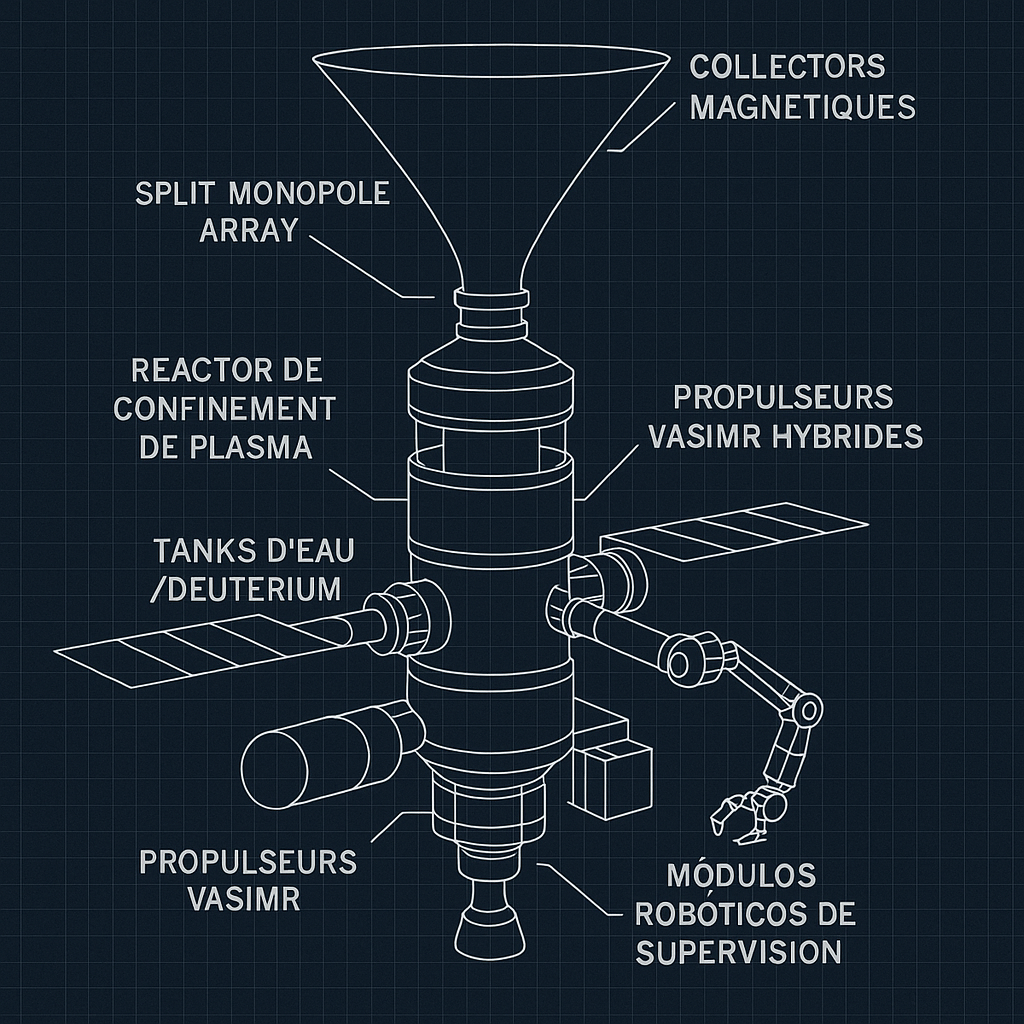 COLLECTORS
MAGNETIQUES
SPLIT MONOPOLE
ARRAY
REACTOR DE
CONFINEMENT
DE PLASMA
PROPULSEURS
VASIMR HYBRIDES
TANKS D'EAU
/DEUTERIUM
PROPULSEURS
VASIMR
MÓDULOS
ROBÓTICOS DE
SUPERVISION